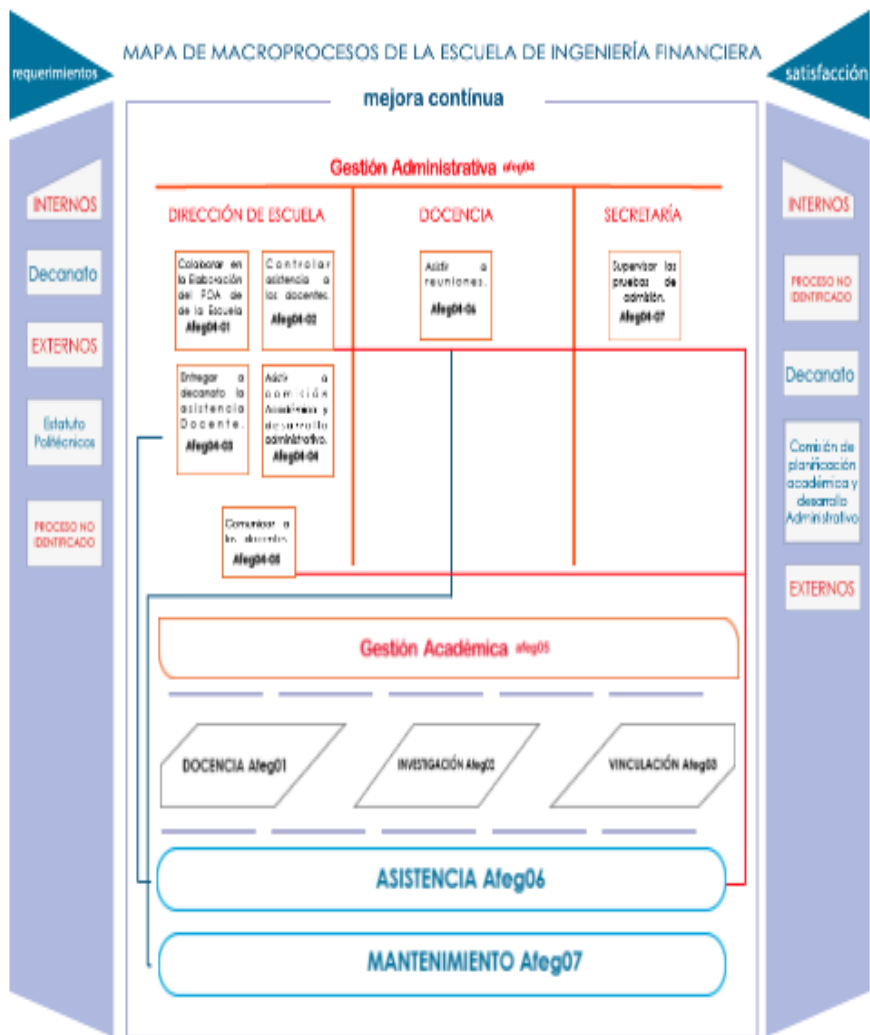 MAPA DE MACROPROCESOS DE LA ESCUELA DE INGENIERÍA FINANCIERA
requerimientos
satisfacción
mejora contínua
Gestión Administrativa afeg04
DIRECCIÓN DE ESCUELA
DOCENCIA
SECRETARÍA
Colaborar en
la Elaboración
del POA de
de la Escuela
Afeg04-01
Controlar
asistencia a
los docentes.
Afeg04-02
Asistir a
reuniones.
Afeg04-06
Supervisar las
pruebas de
admisión.
Afeg04-07
Entregar a
decanato la
asistencia
Docente.
Afeg04-03
Asistir a
comisión
Académica y
desarrollo
administrativo.
Afeg04-04
Comunicar a
los docentes
Afeg04-05
INTERNOS
Decanato
EXTERNOS
Estatuto
Politécnicos
PROCESO NO
IDENTIFICADO
INTERNOS
PROCESO NO
IDENTIFICADO
Decanato
Comisión de
planificación
académica y
desarrollo
Administrativo
EXTERNOS
Gestión Académica afeg05
DOCENCIA Afeg01
INVESTIGACIÓN Afeg02
VINCULACIÓN Afeg03
ASISTENCIA Afeg06
MANTENIMIENTO Afeg07